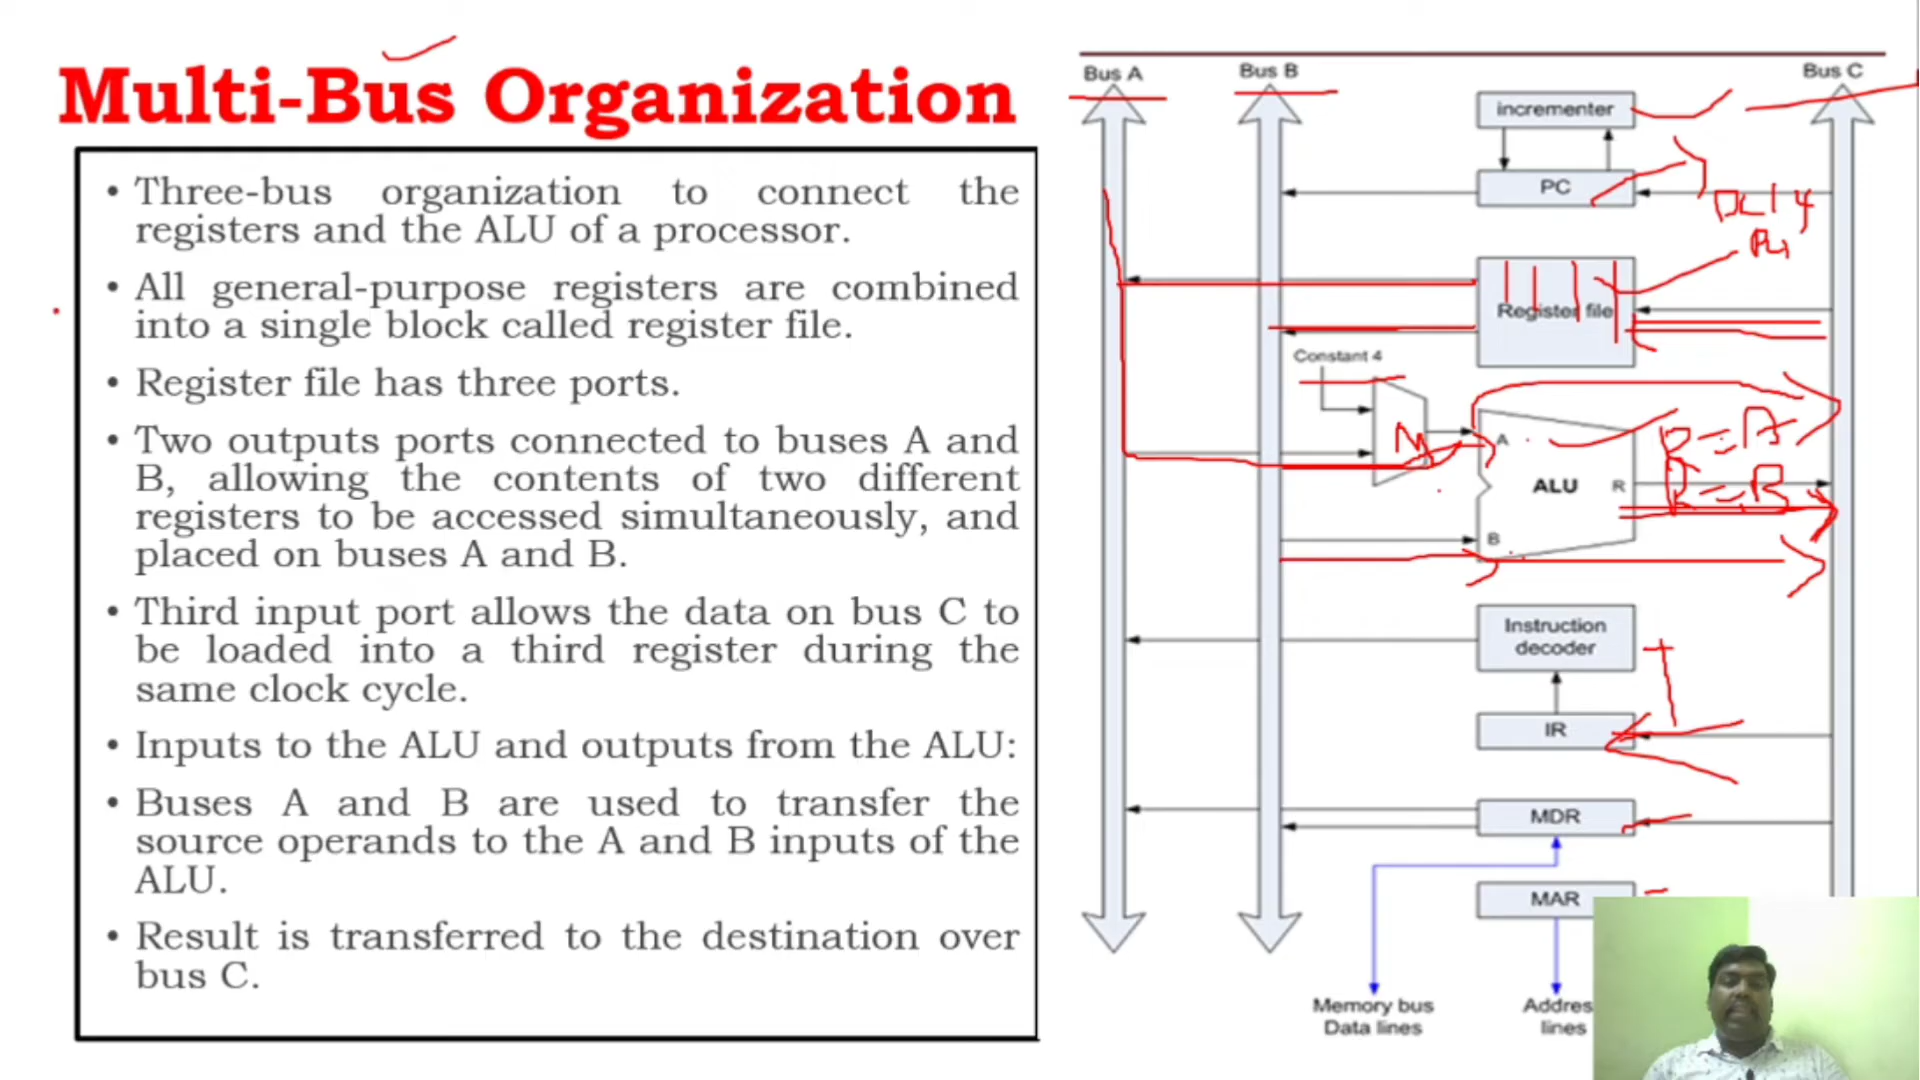 Multi-Bus Organization
• Three-bus organization to connect the
registers and the ALU of a processor.
• All general-purpose registers are combined
into a single block called register file.
• Register file has three ports.
• Two outputs ports connected to buses A and
B, allowing the contents of two different
registers to be accessed simultaneously, and
placed on buses A and B.
• Third input port allows the data on bus C to
be loaded into a third register during the
same clock cycle.
• Inputs to the ALU and outputs from the ALU:
• Buses A and B are used to transfer the
source operands to the A and B inputs of the
ALU.
• Result is transferred to the destination over
bus C.
Bus A
Bus B
Bus C
incrementer
PC
Register file
Constant 4
M
A
R=A
ALU
R
R=B
B
Instruction
decoder
IR
MDR
MAR
Memory bus
Data lines
Addres
lines